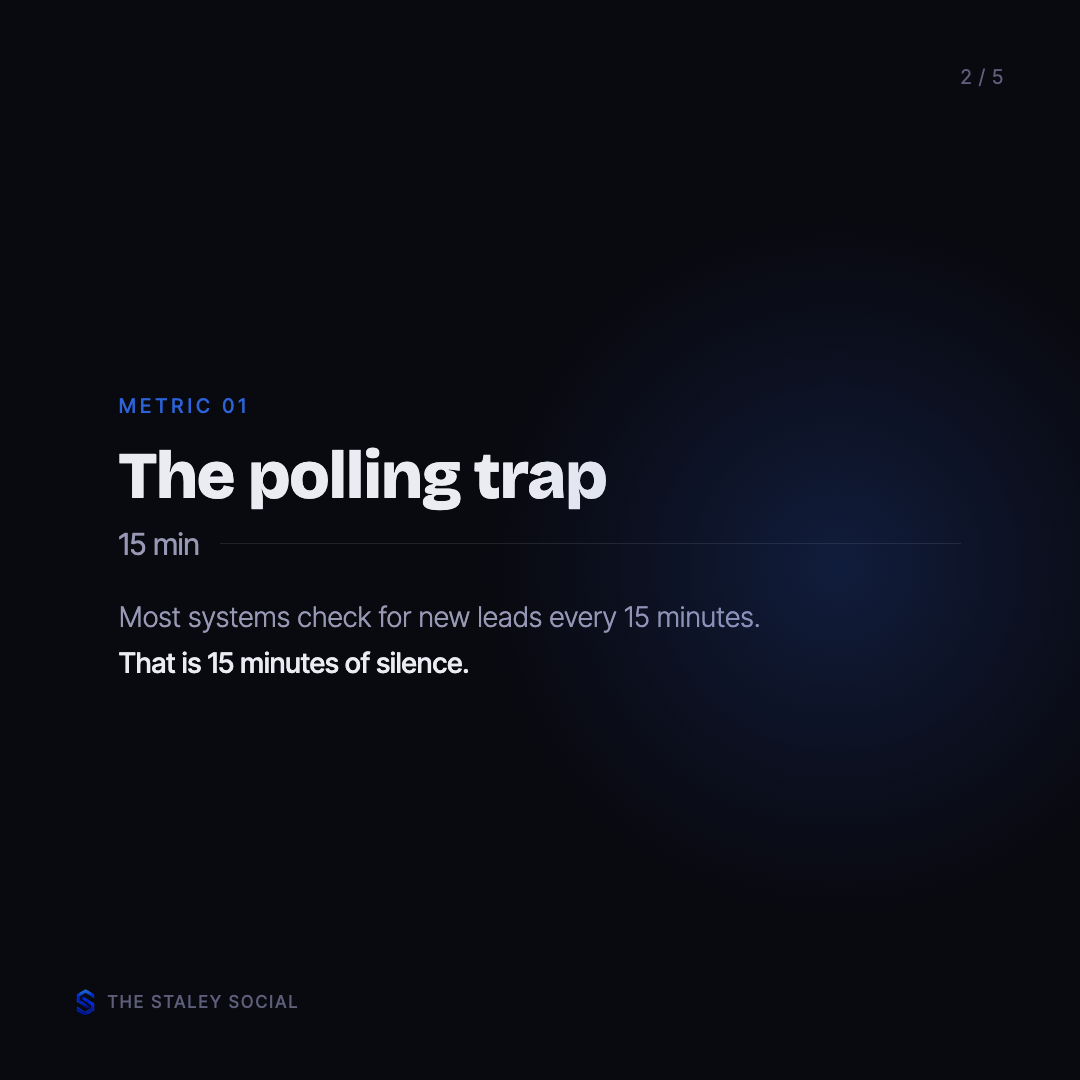 2 / 5
METRIC 01
The polling trap
15 min
Most systems check for new leads every 15 minutes.
That is 15 minutes of silence.
THE STALEY SOCIAL